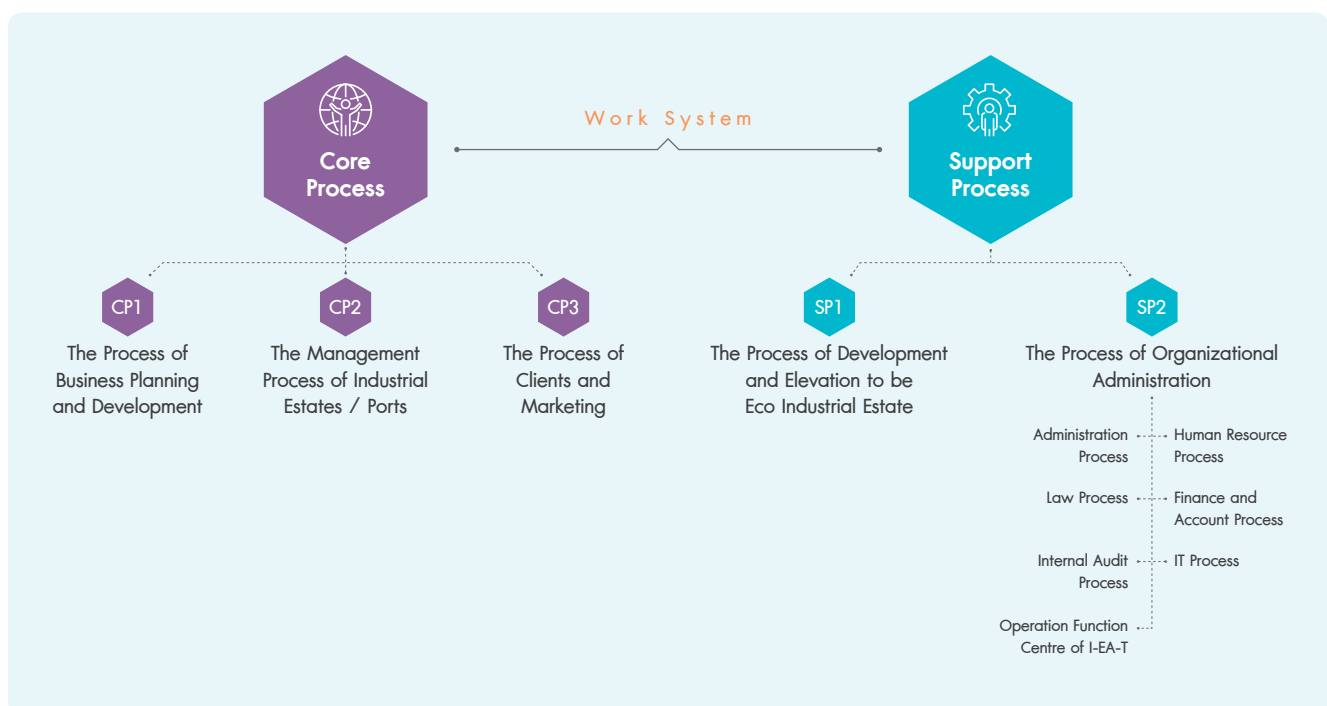 Work System
Core
Process
Support
Process
CP1
The Process of
Business Planning
and Development
CP2
The Management
Process of Industrial
Estates / Ports
CP3
The Process of
Clients and
Marketing
SP1
The Process of Development
and Elevation to be
Eco Industrial Estate
SP2
The Process of Organizational
Administration
Administration
Process
Human Resource
Process
Law Process
Finance and
Account Process
Internal Audit
Process
IT Process
Operation Function
Centre of I-EA-T